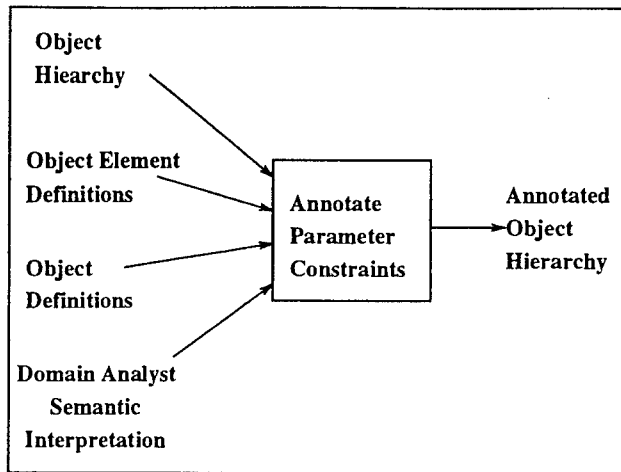 Object
Hiearchy
Object Element
Definitions
Object
Definitions
Domain Analyst
Semantic
Interpretation
Annotate
Parameter
Constraints
Annotated
Object
Hierarchy